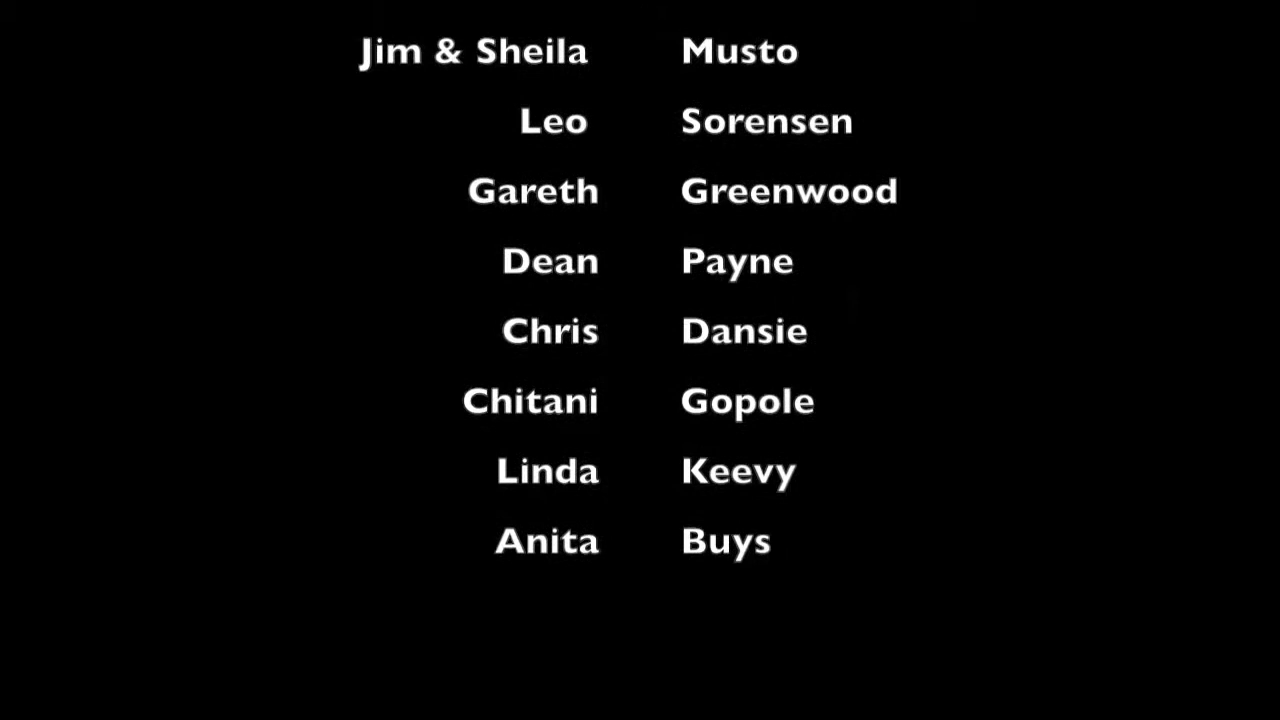 Jim & Sheila Musto
Leo Sorensen
Gareth Greenwood
Dean Payne
Chris Dansie
Chitani Gopole
Linda Keevy
Anita Buys